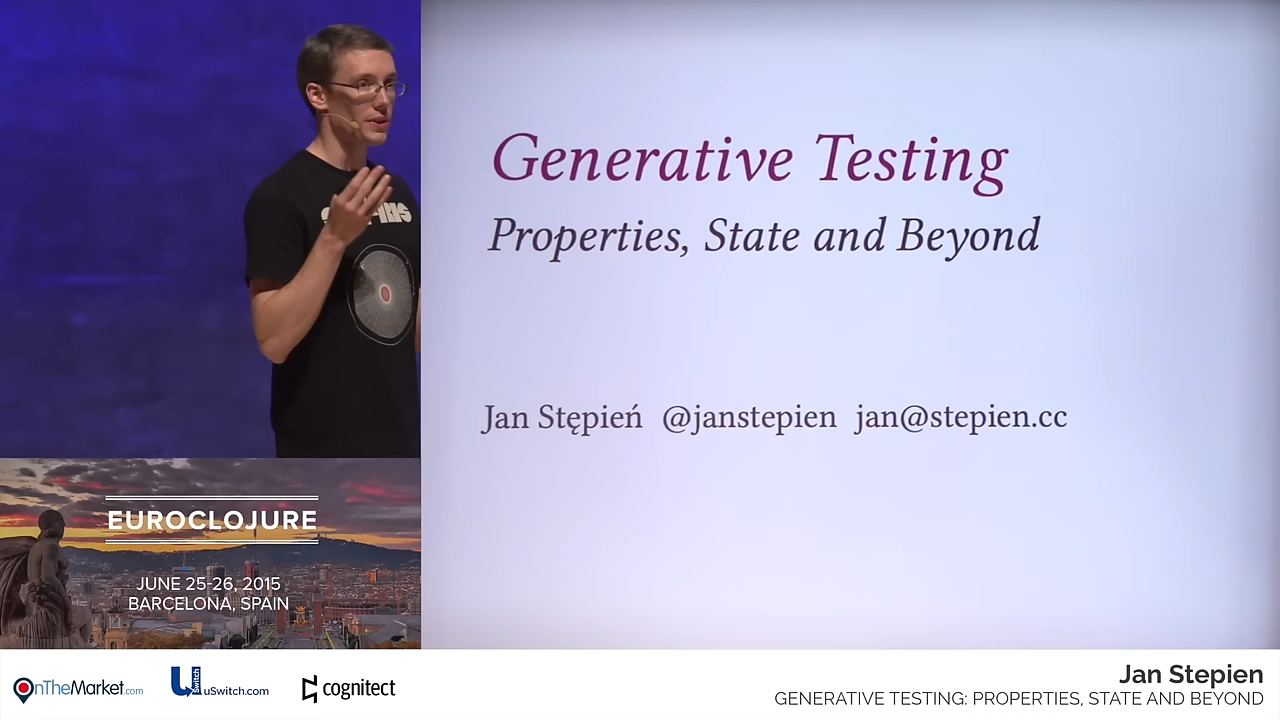 Generative Testing
Properties, State and Beyond
Jan Stępień @janstepien jan@stepien.cc
EUROCLOJURE
JUNE 25-26, 2015
BARCELONA, SPAIN
OnTheMarket.com
uSwitch
uSwitch.com
cognitect
Jan Stepien
GENERATIVE TESTING: PROPERTIES, STATE AND BEYOND